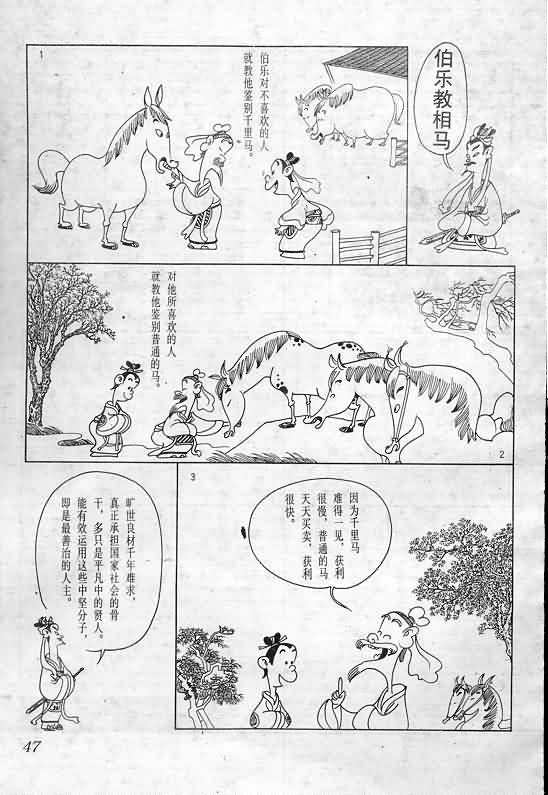 伯乐教相马
1
伯乐对不喜欢的人
就教他鉴别千里马。
对他所喜欢的人
就教他鉴别普通的马。
2
3
因为千里马
难得一见，获利
很慢，普通的马
天天买卖，获利
很快。
旷世良材千年难求，
真正承担国家社会的骨
干，多只是平凡中的贤人。
能有效运用这些中坚分子，
即是最善治的人主。
47